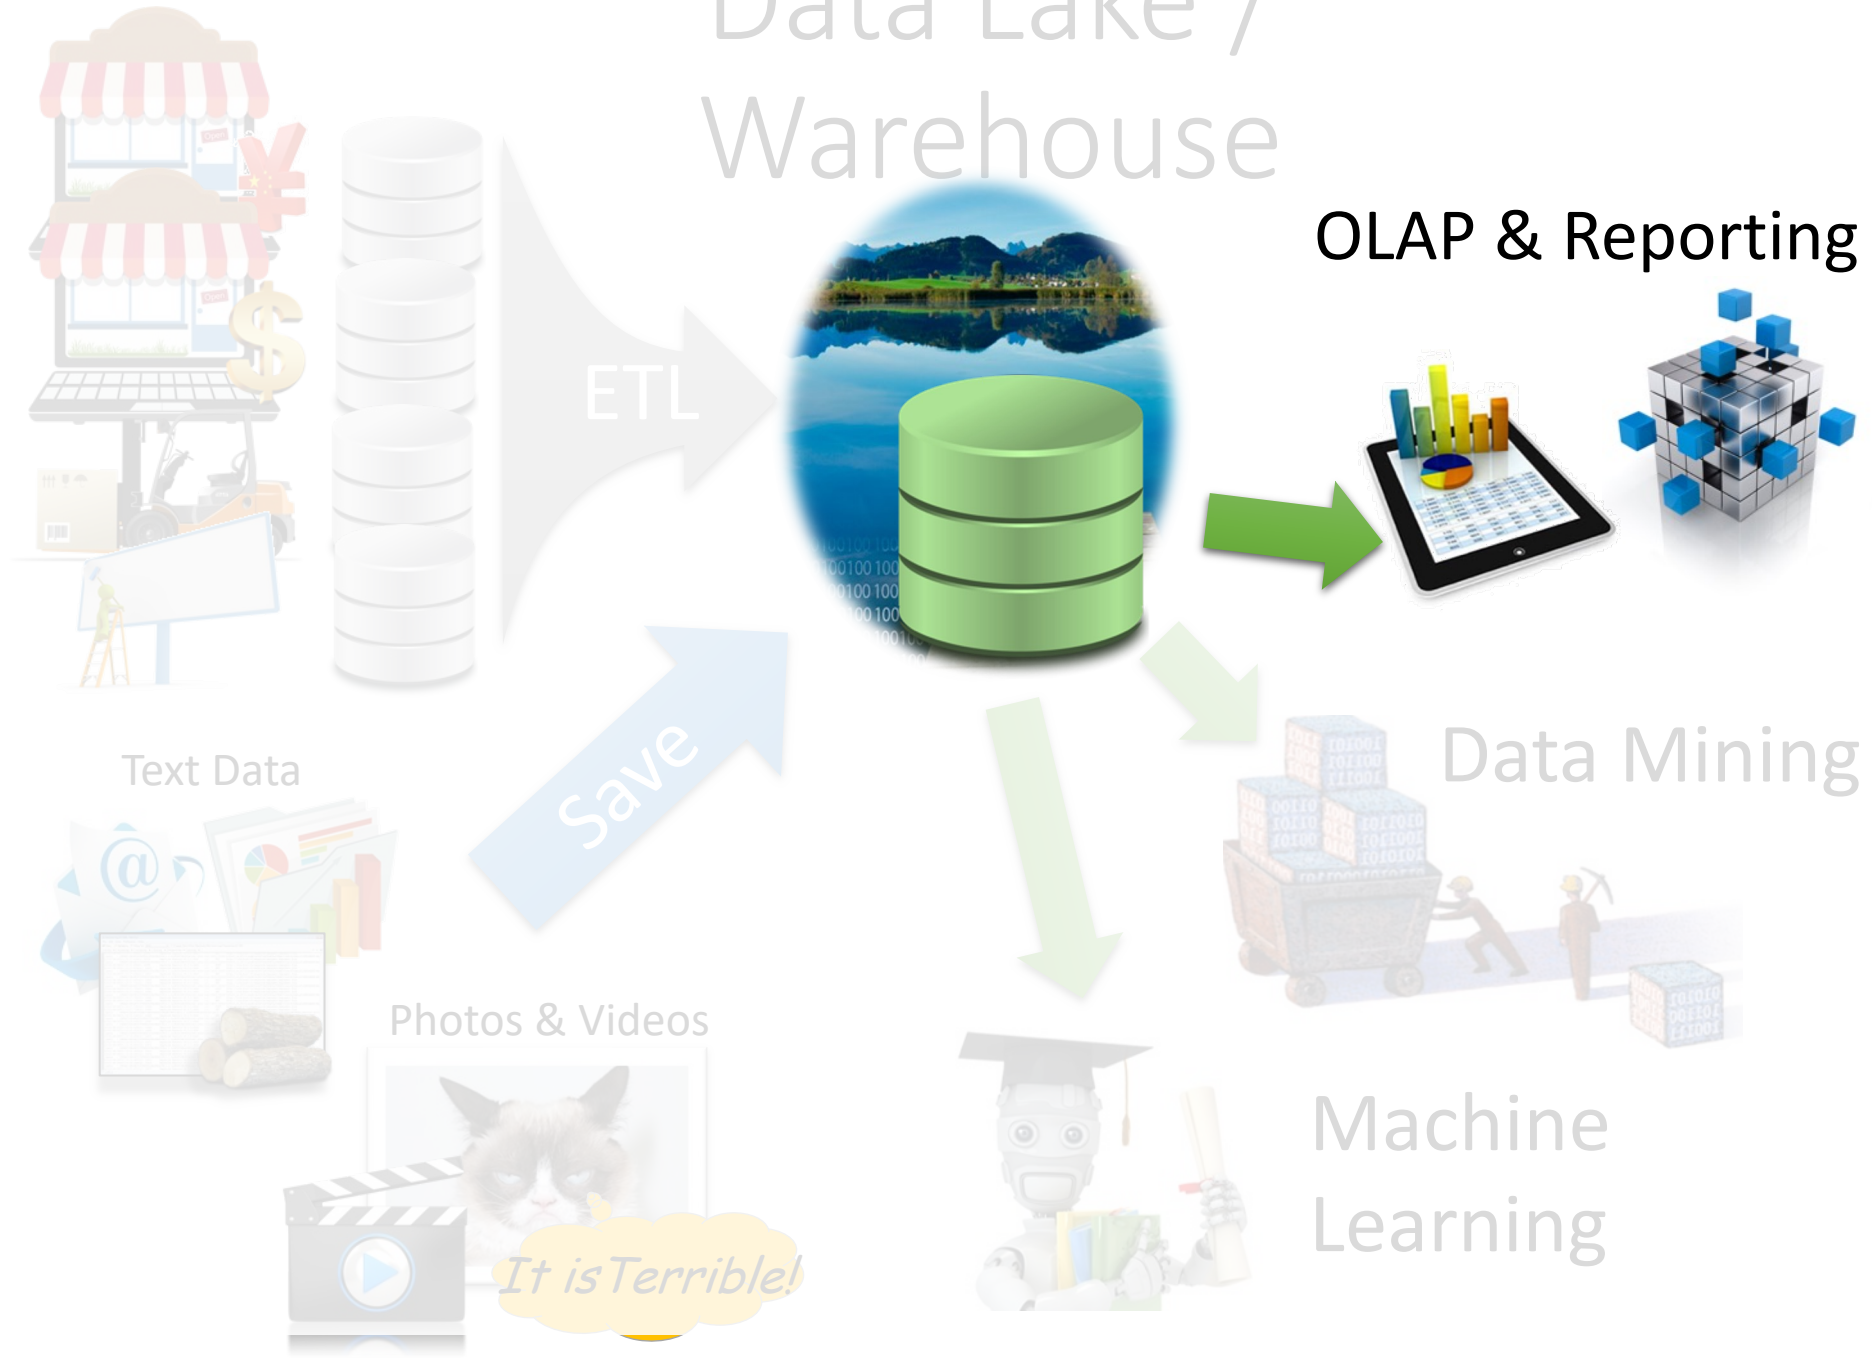 Data Lake /
Warehouse
OLAP & Reporting
ETL
Save
Text Data
Data Mining
Photos & Videos
Machine
Learning
It is Terrible!